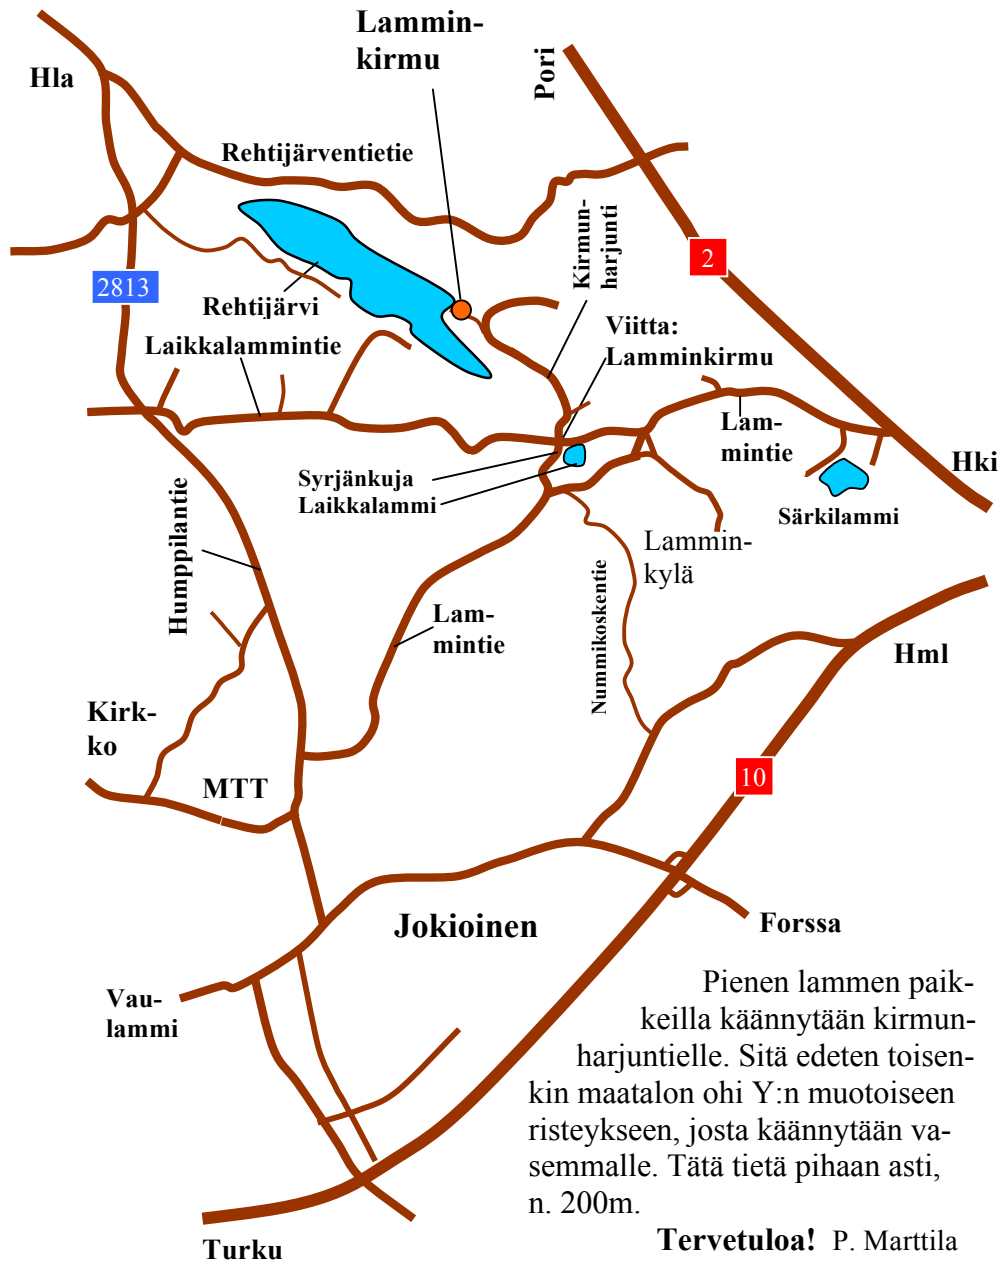 Lammin-
kirmu
Hla
Pori
Rehtijärventietie
Kirmun-
harjunti
2
2813
Rehtijärvi
Viitta:
Lamminkirmu
Laikkalammintie
Lam-
mintie
Hki
Syrjänkuja
Laikkalammi
Särkilammi
Humppilantie
Lammin-
kylä
Nummikoskentie
Lam-
mintie
Hml
Kirk-
ko
MTT
10
Jokioinen
Forssa
Vau-
lammi
Pienen lammen paik-
keilla käännytään kirmun-
harjuntielle. Sitä edeten toisen-
kin maatalon ohi Y:n muotoiseen
risteykseen, josta käännytään va-
semmalle. Tätä tietä pihaan asti,
n. 200m.
Tervetuloa! P. Marttila
Turku